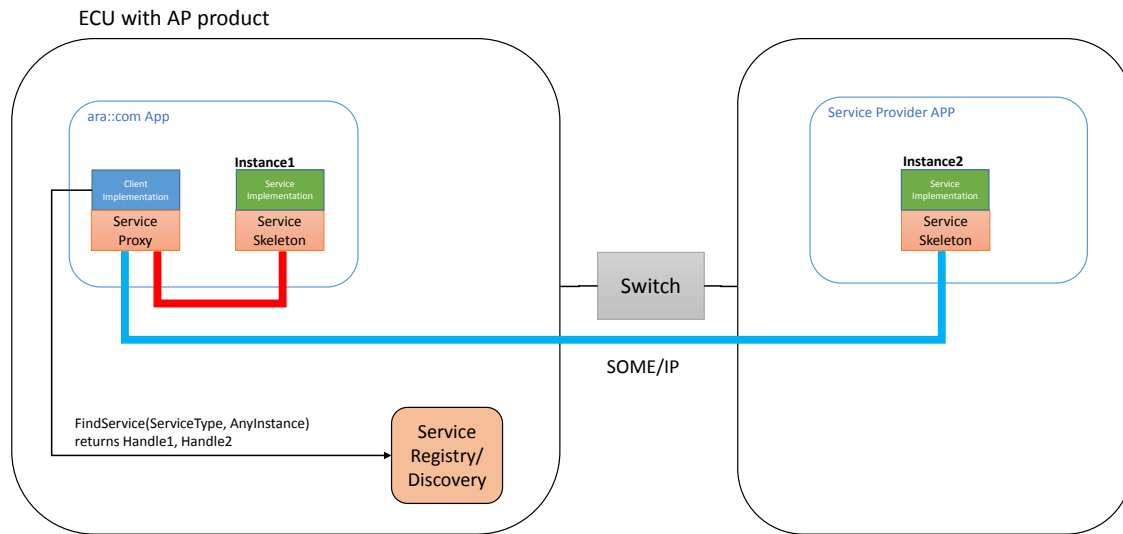 ECU with AP product
ara::com App
Service Provider APP
Instance1
Instance2
Client
Implementation
Service
Implementation
Service
Implementation
Service
Proxy
Service
Skeleton
Service
Skeleton
Switch
SOME/IP
FindService(ServiceType, AnyInstance)
returns Handle1, Handle2
Service
Registry/
Discovery